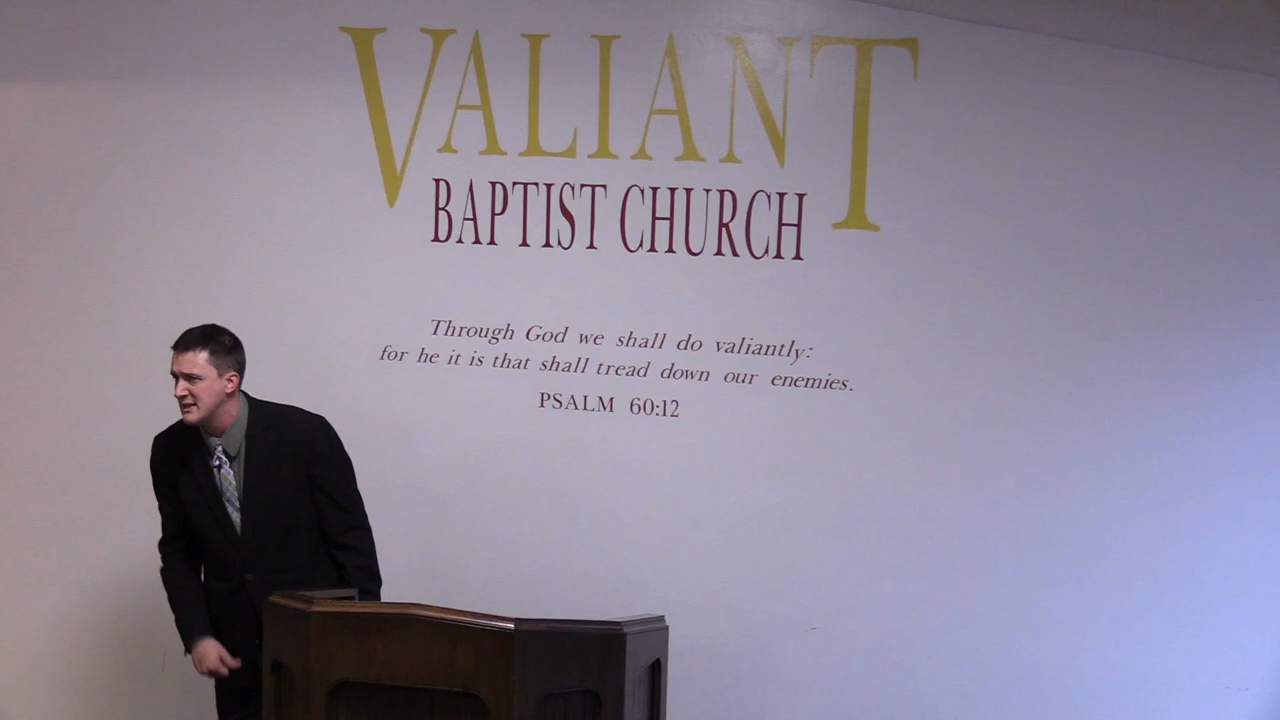 VALIANT
BAPTIST CHURCH
Through God we shall do valiantly:
for he it is that shall tread down our enemies.
PSALM 60:12